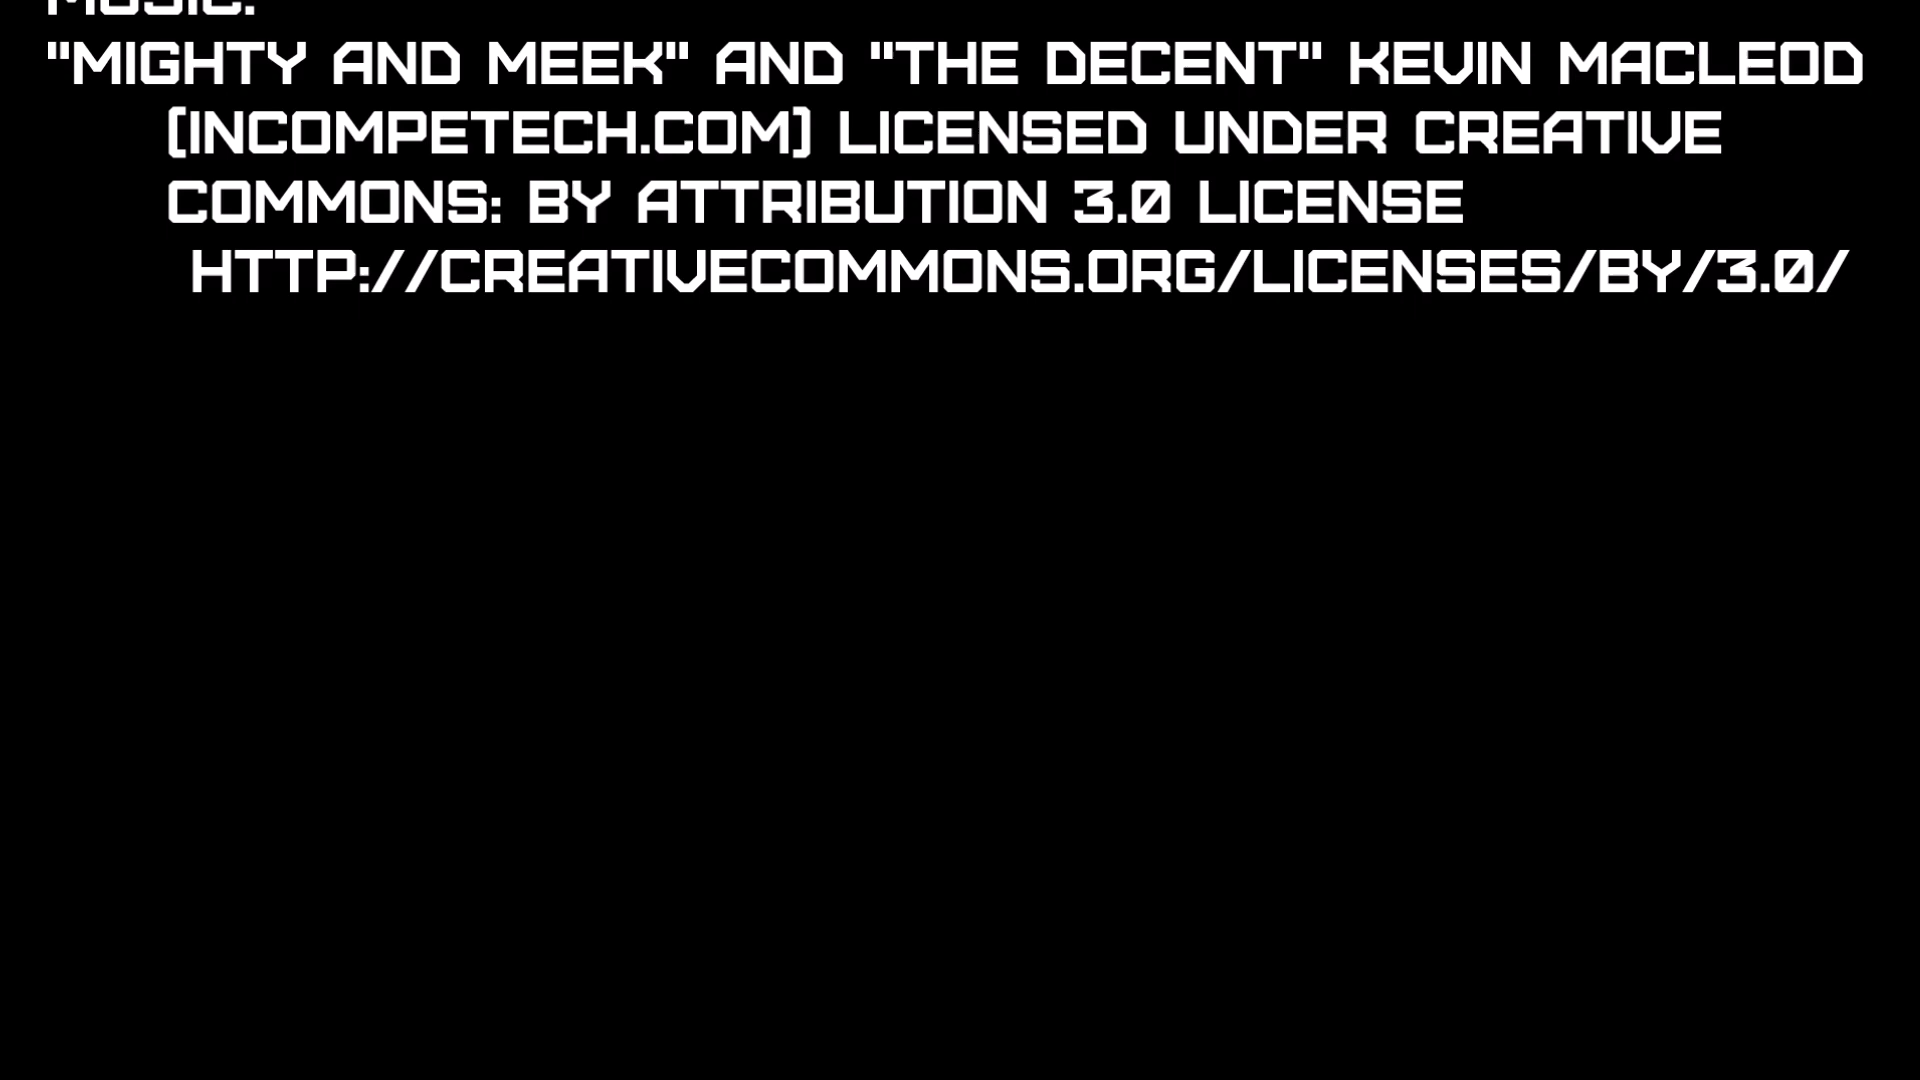 MUSIC:
"MIGHTY AND MEEK" AND "THE DECENT" KEVIN MACLEOD
(INCOMPETECH.COM) LICENSED UNDER CREATIVE
COMMONS: BY ATTRIBUTION 3.0 LICENSE
HTTP://CREATIVECOMMONS.ORG/LICENSES/BY/3.0/